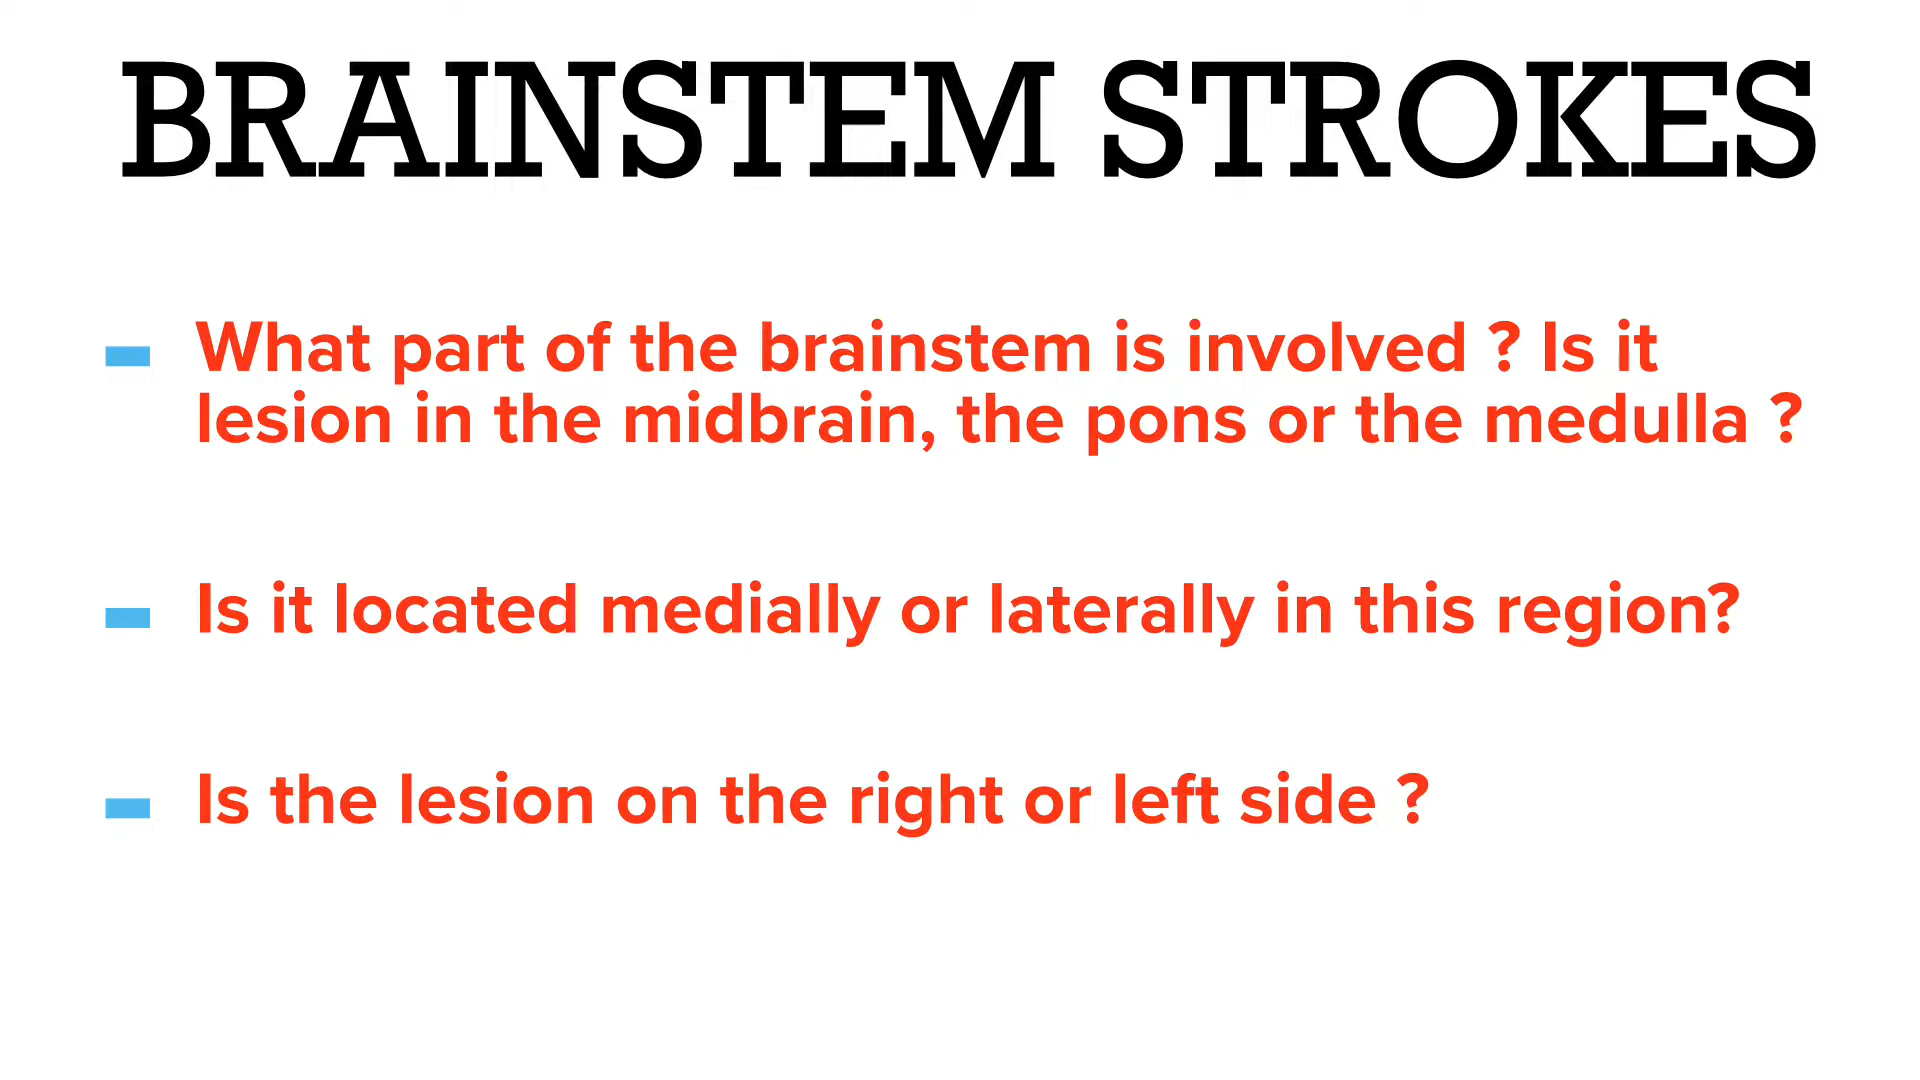 BRAINSTEM STROKES
What part of the brainstem is involved ? Is it
lesion in the midbrain, the pons or the medulla ?
Is it located medially or laterally in this region?
Is the lesion on the right or left side ?